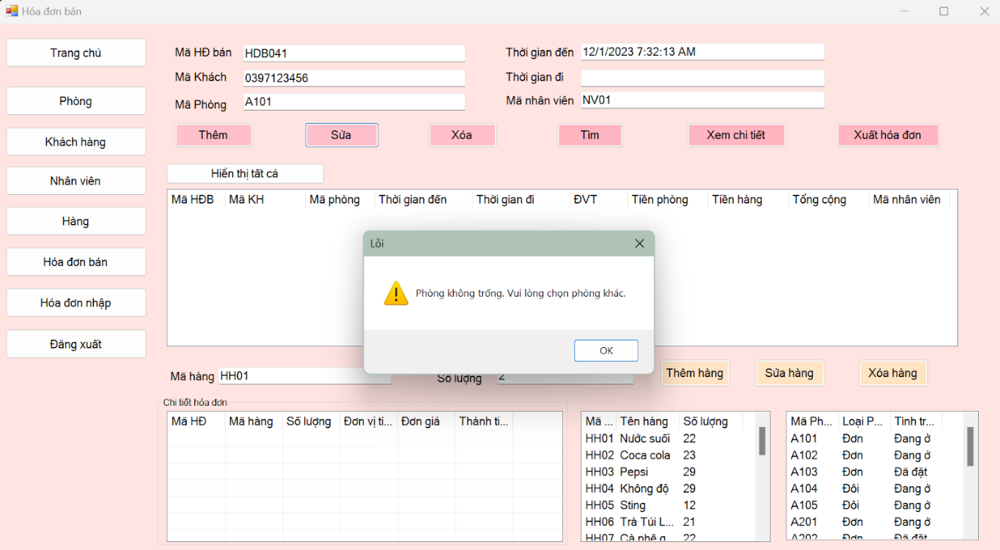 Hóa đơn bán
Trang chủ
Phòng
Khách hàng
Nhân viên
Hàng
Hóa đơn bán
Hóa đơn nhập
Đăng xuất
Mã HĐ bán HDB041 Thời gian đến 12/1/2023 7:32:13 AM
Mã Khách 0397123456 Thời gian đi
Mã Phòng A101 Mã nhân viên NV01
Thêm Sửa Xóa Tìm Xem chi tiết Xuất hóa đơn
Hiển thị tất cả
Mã HĐB Mã KH Mã phòng Thời gian đến Thời gian đi ĐVT Tiền phòng Tiền hàng Tổng cộng Mã nhân viên
Lỗi
Phòng không trống. Vui lòng chọn phòng khác.
OK
Mã hàng HH01 Số lượng 2 Thêm hàng Sửa hàng Xóa hàng
Chi tiết hóa đơn
Mã HĐ Mã hàng Số lượng Đơn vị tí... Đơn giá Thành ti...
Mã ... Tên hàng Số lượng
HH01 Nước suối 22
HH02 Coca cola 23
HH03 Pepsi 29
HH04 Không độ 29
HH05 Sting 12
HH06 Trà Túi L... 21
HH07 Cà phê g... 22
Mã Ph... Loại P... Tình tr...
A101 Đơn Đang ở
A102 Đơn Đang ở
A103 Đơn Đã đặt
A104 Đôi Đang ở
A105 Đôi Đang ở
A201 Đơn Đang ở
A202 Đơn Đã đặt